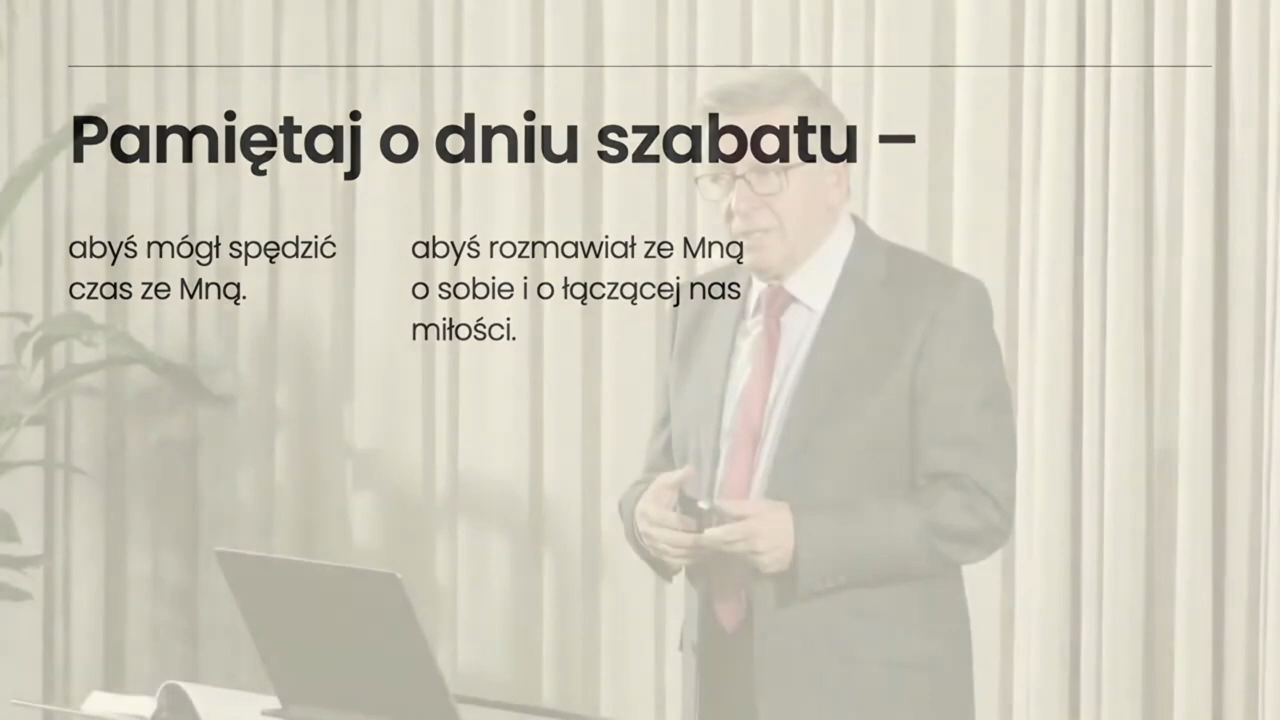 Pamiętaj o dniu szabatu –
abyś mógł spędzić
czas ze Mną.
abyś rozmawiał ze Mną
o sobie i o łączącej nas
miłości.